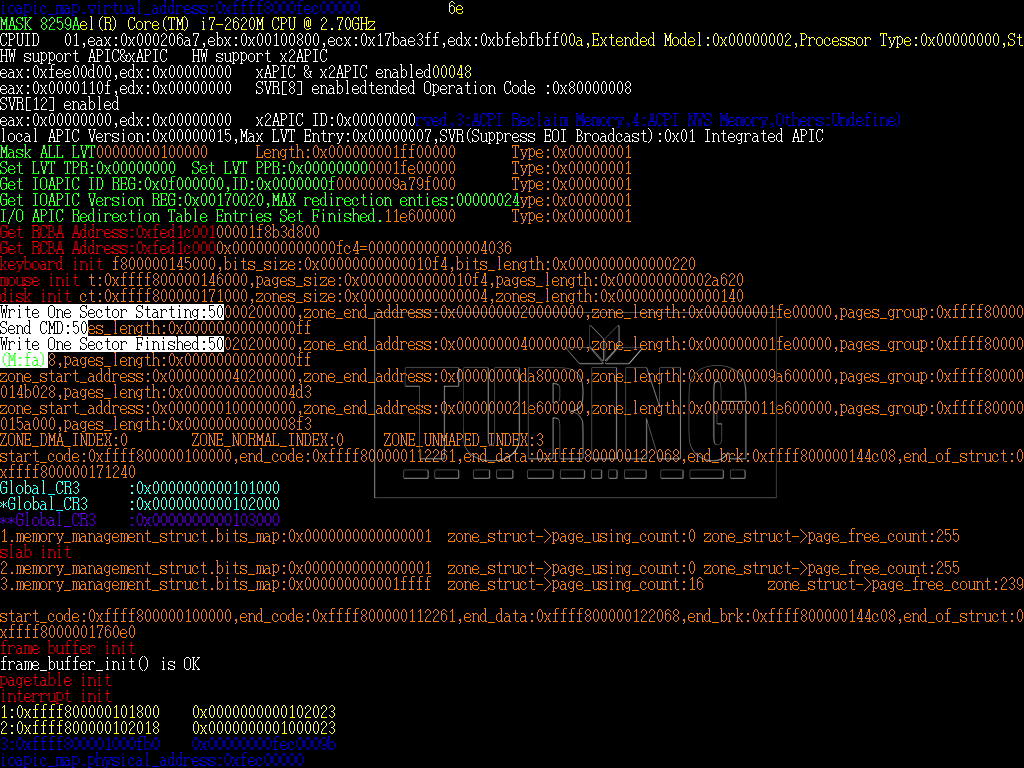 ioapic_map.virtual_address:0xffff8000fec00000 6e
MASK 8259Ael(R) Core(TM) i7-2620M CPU @ 2.70GHz
CPUID 01,eax:0x000206a7,ebx:0x00100800,ecx:0x17bae3ff,edx:0xbfebfbff00a,Extended Model:0x00000002,Processor Type:0x00000000,St
HW support APIC&xAPIC HW support x2APIC
eax:0xfee00d00,edx:0x00000000 xAPIC & x2APIC enabled00048
eax:0x0000110f,edx:0x00000000 SVR[8] enabledtended Operation Code :0x80000008
SVR[12] enabled
eax:0x00000000,edx:0x00000000 x2APIC ID:0x00000000rved,3:ACPI Reclaim Memory,4:ACPI NVS Memory,Others:Undefine)
local APIC Version:0x00000015,Max LVT Entry:0x00000007,SVR(Suppress EOI Broadcast):0x01 Integrated APIC
Mask ALL LVT00000000100000 Length:0x000000001ff00000 Type:0x00000001
Set LVT TPR:0x00000000 Set LVT PPR:0x000000000001fe00000 Type:0x00000001
Get IOAPIC ID REG:0x0f000000,ID:0x0000000f00000009a79f000 Type:0x00000001
Get IOAPIC Version REG:0x00170020,MAX redirection enties:00000024ype:0x00000001
I/O APIC Redirection Table Entries Set Finished.11e600000 Type:0x00000001
Get RCBA Address:0xfed1c00100001f8b3d800
Get RCBA Address:0xfed1c0000x000000000000fc4=000000000000004036
keyboard init f800000145000,bits_size:0x00000000000010f4,bits_length:0x0000000000000220
mouse init t:0xffff800000146000,pages_size:0x00000000000010f4,pages_length:0x000000000002a620
disk init ct:0xffff800000171000,zones_size:0x0000000000000004,zones_length:0x0000000000000140
Write One Sector Starting:5000020000,zone_end_address:0x0000000002000000,zone_length:0x0000000001fe00000,pages_group:0xffff800000
Send CMD:50es_length:0x00000000000000ff
Write One Sector Finished:50020200000,zone_end_address:0x0000000040000000,zone_length:0x0000000001fe00000,pages_group:0xffff800000
(M:fa)8,pages_length:0x00000000000000ff
zone_start_address:0x0000000040200000,zone_end_address:0x00000000da800000,zone_length:0x000000009a600000,pages_group:0xffff80000
014b028,pages_length:0x00000000000004d3
zone_start_address:0x0000000100000000,zone_end_address:0x000000021e600000,zone_length:0x000000011e600000,pages_group:0xffff80000
015a000,pages_length:0x00000000000008f3
ZONE_DMA_INDEX:0 ZONE_NORMAL_INDEX:0 ZONE_UNMAPED_INDEX:3
start_code:0xffff800000100000,end_code:0xffff800000112261,end_data:0xffff800000122068,end_brk:0xffff800000144c08,end_of_struct:0
xffff800000171240
TURING
Global_CR3 :0x0000000000101000
*Global_CR3 :0x0000000000102000
**Global_CR3 :0x0000000000103000
1.memory_management_struct.bits_map:0x0000000000000001 zone_struct->page_using_count:0 zone_struct->page_free_count:255
slab init
2.memory_management_struct.bits_map:0x0000000000000001 zone_struct->page_using_count:0 zone_struct->page_free_count:255
3.memory_management_struct.bits_map:0x000000000001ffff zone_struct->page_using_count:16 zone_struct->page_free_count:239
start_code:0xffff800000100000,end_code:0xffff800000112261,end_data:0xffff800000122068,end_brk:0xffff800000144c08,end_of_struct:0
xffff8000001760e0
frame buffer init
frame_buffer_init() is OK
pagetable init
interrupt init
1:0xffff800000101800 0x0000000000102023
2:0xffff800000102018 0x0000000001000023
3:0xffff800001000fb0 0x00000000fec0009b
ioapic_map.physical_address:0xfec00000